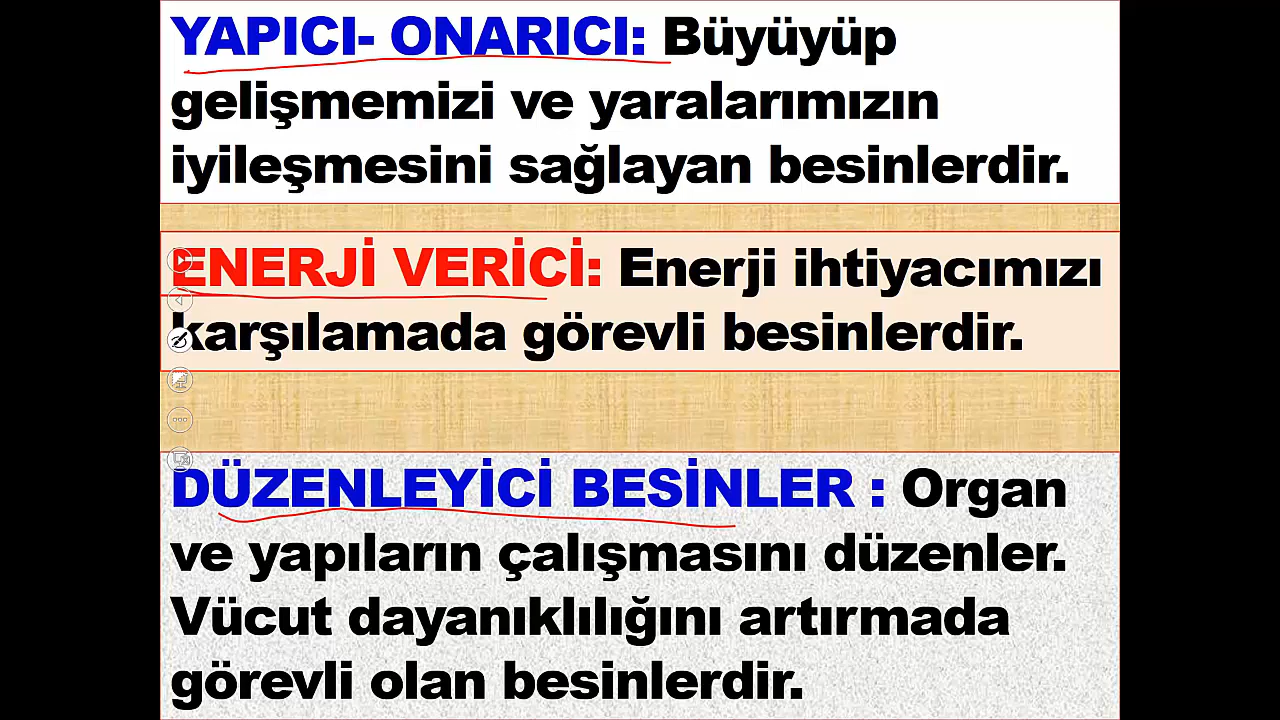 YAPICI- ONARICI: Büyüyüp
gelişmemizi ve yaralarımızın
iyileşmesini sağlayan besinlerdir.
ENERJİ VERİCİ: Enerji ihtiyacımızı
karşılamada görevli besinlerdir.
DÜZENLEYİCİ BESİNLER : Organ
ve yapıların çalışmasını düzenler.
Vücut dayanıklılığını artırmada
görevli olan besinlerdir.